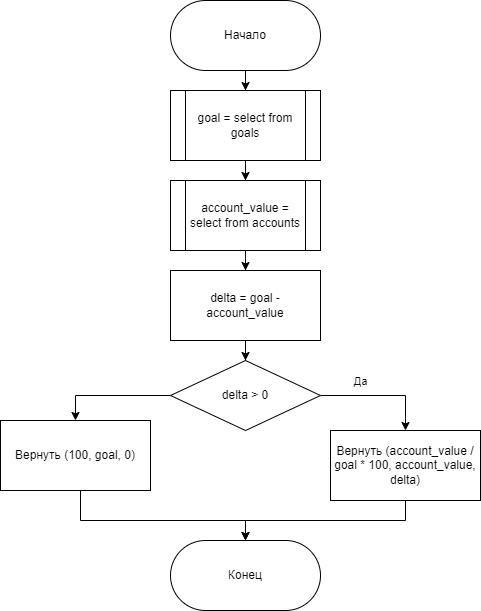 Начало
goal = select from
goals
account_value =
select from accounts
delta = goal -
account_value
delta > 0
Да
Вернуть (100, goal, 0)
Вернуть (account_value /
goal * 100, account_value,
delta)
Конец